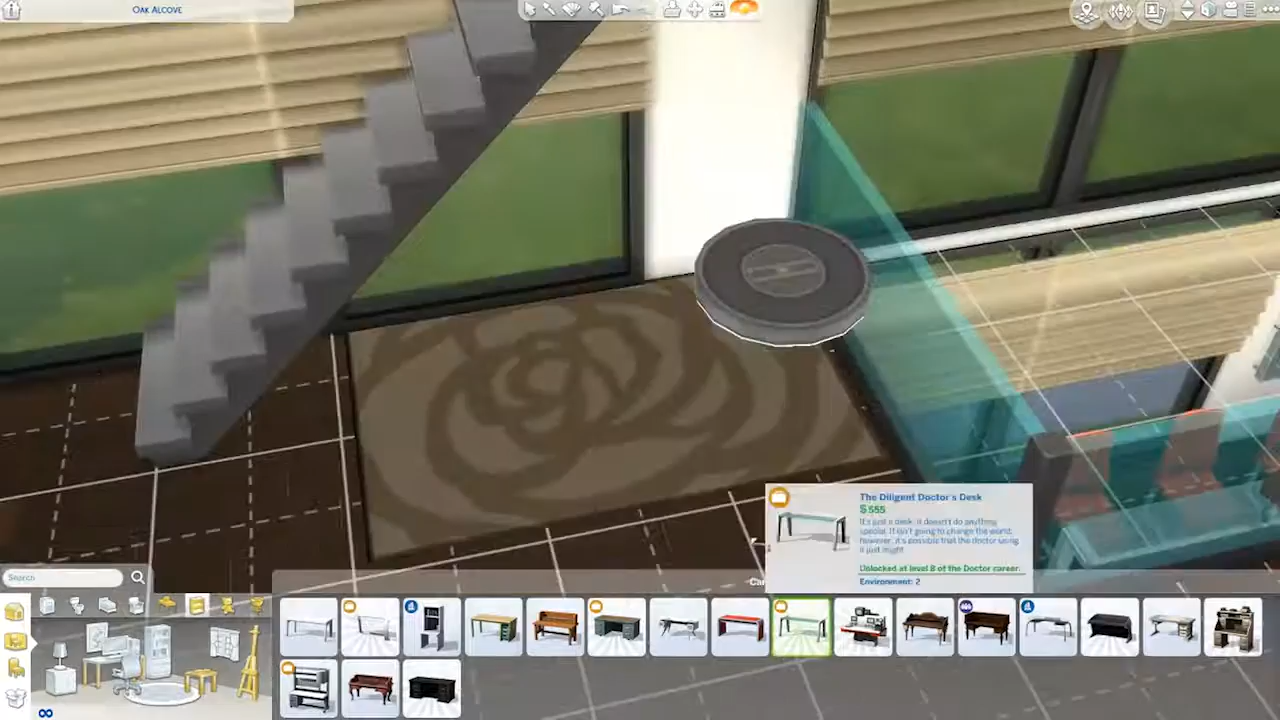 OAK ALCOVE
The Diligent Doctor's Desk
§555
It's just a desk. It doesn't do anything
special. It isn't going to change the world,
however, it's possible that the doctor using
it just might.
Unlocked at level 8 of the Doctor career.
Environment: 2
Search